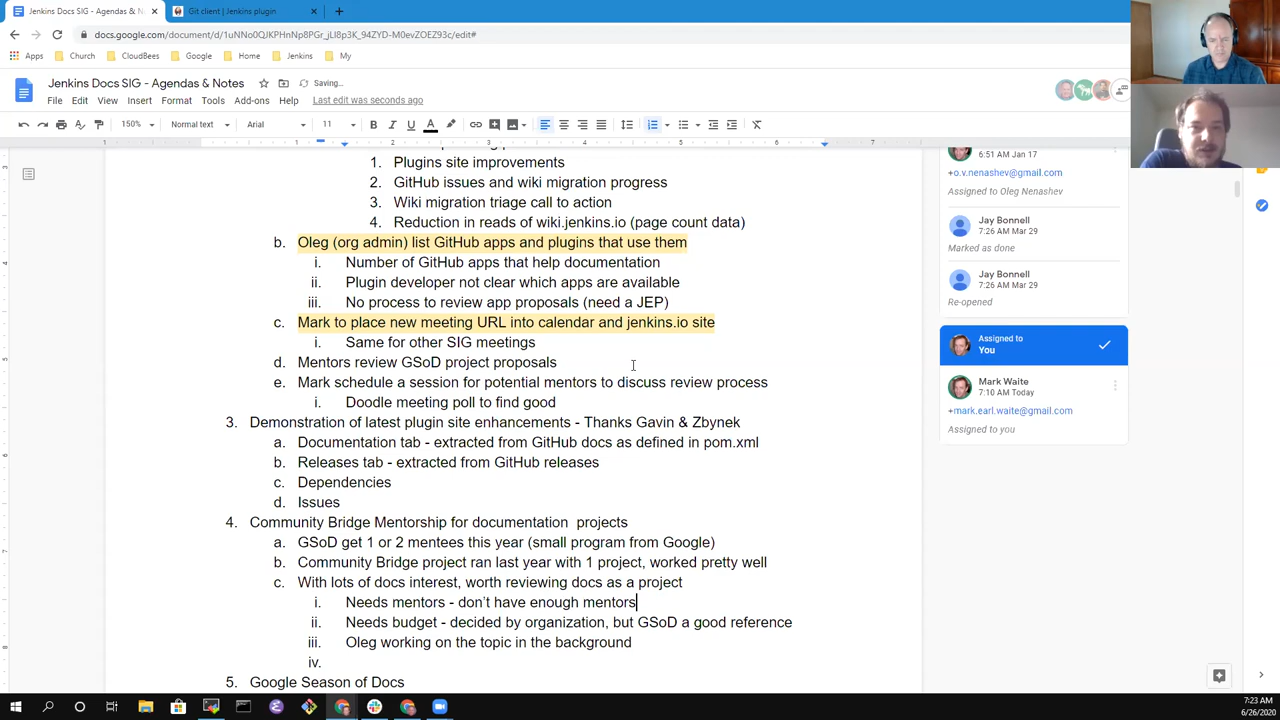 Jenkins Docs SIG - Agendas & N
Git client | Jenkins plugin
docs.google.com/document/d/1uNNo0QJKPHnNp8PGr_jLl8p3K_94ZYD-M0evZOEZ93c/edit#
Apps Church CloudBees Google Home Jenkins My
Jenkins Docs SIG - Agendas & Notes Saving...
File Edit View Insert Format Tools Add-ons Help Last edit was seconds ago
150% Normal text Arial 11 B I U A
1 1 2 3 4 5 6 7
1. Plugins site improvements
2. GitHub issues and wiki migration progress
3. Wiki migration triage call to action
4. Reduction in reads of wiki.jenkins.io (page count data)
b. Oleg (org admin) list GitHub apps and plugins that use them
i. Number of GitHub apps that help documentation
ii. Plugin developer not clear which apps are available
iii. No process to review app proposals (need a JEP)
c. Mark to place new meeting URL into calendar and jenkins.io site
i. Same for other SIG meetings
d. Mentors review GSoD project proposals
e. Mark schedule a session for potential mentors to discuss review process
i. Doodle meeting poll to find good
3. Demonstration of latest plugin site enhancements - Thanks Gavin & Zbynek
a. Documentation tab - extracted from GitHub docs as defined in pom.xml
b. Releases tab - extracted from GitHub releases
c. Dependencies
d. Issues
4. Community Bridge Mentorship for documentation projects
a. GSoD get 1 or 2 mentees this year (small program from Google)
b. Community Bridge project ran last year with 1 project, worked pretty well
c. With lots of docs interest, worth reviewing docs as a project
i. Needs mentors - don't have enough mentors
ii. Needs budget - decided by organization, but GSoD a good reference
iii. Oleg working on the topic in the background
iv.
5. Google Season of Docs
6:51 AM Jan 17
+o.v.nenashev@gmail.com
Assigned to Oleg Nenashev
Jay Bonnell
7:26 AM Mar 29
Marked as done
Jay Bonnell
7:26 AM Mar 29
Re-opened
Assigned to
You
Mark Waite
7:10 AM Today
+mark.earl.waite@gmail.com
Assigned to you
7:23 AM
6/26/2020